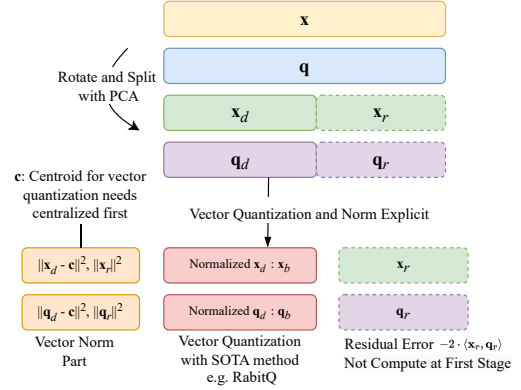 x
q
Rotate and Split
with PCA
x_d
x_r
q_d
q_r
c: Centroid for vector
quantization needs
centralized first
Vector Quantization and Norm Explicit
||x_d - c||², ||x_r||²
Normalized x_d : x_b
x_r
||q_d - c||², ||q_r||²
Normalized q_d : q_b
q_r
Vector Norm
Part
Vector Quantization
with SOTA method
e.g. RabitQ
Residual Error -2 · ⟨x_r, q_r⟩
Not Compute at First Stage